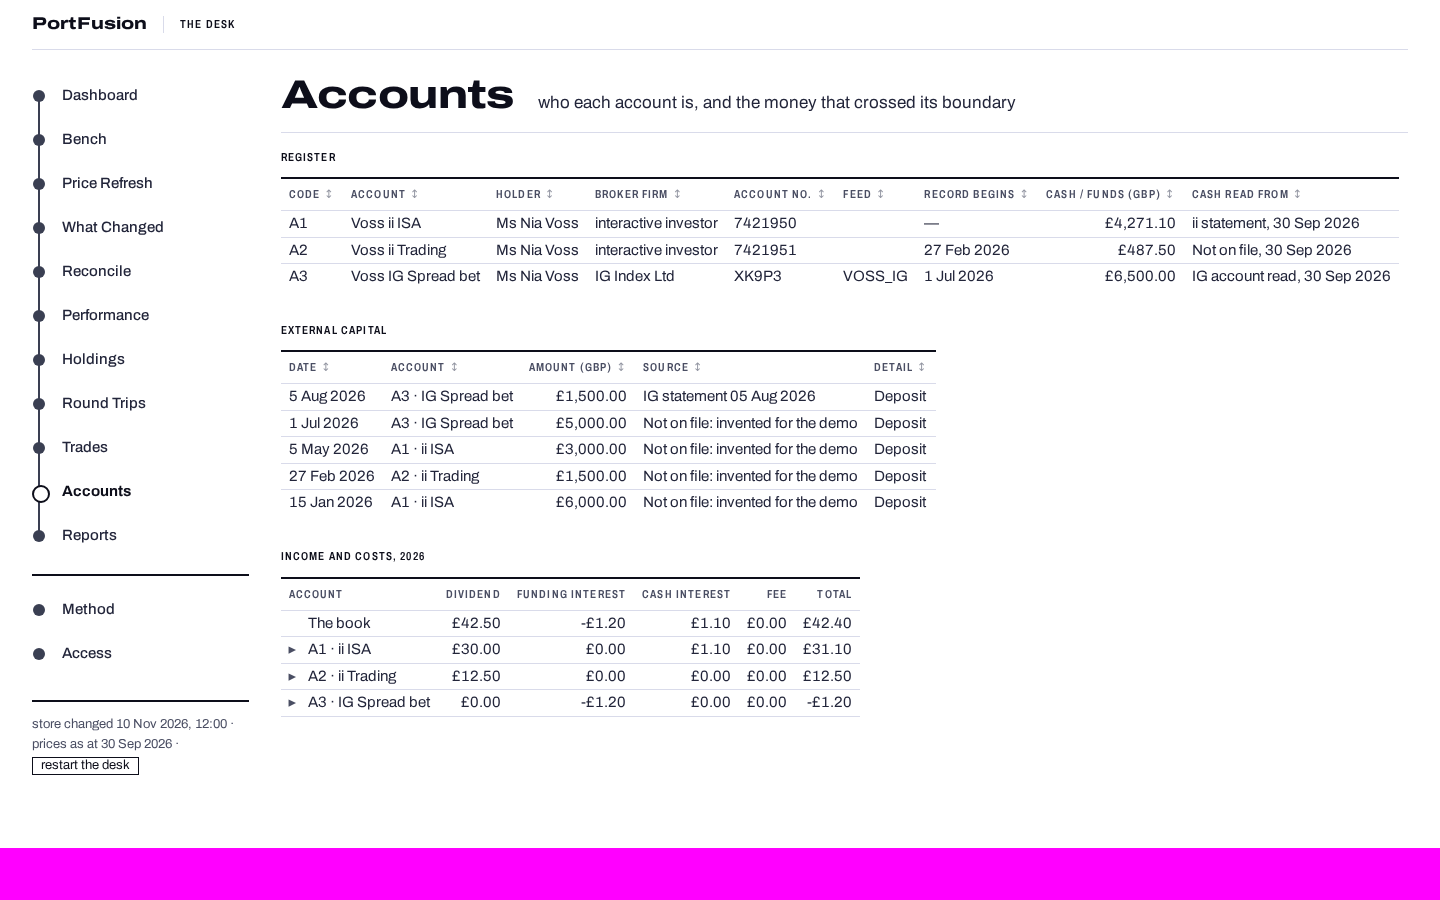 PortFusion THE DESK
Dashboard
Bench
Price Refresh
What Changed
Reconcile
Performance
Holdings
Round Trips
Trades
Accounts
Reports
Method
Access
store changed 10 Nov 2026, 12:00 ·
prices as at 30 Sep 2026 ·
restart the desk
Accounts who each account is, and the money that crossed its boundary
REGISTER
CODE ↕ ACCOUNT ↕ HOLDER ↕ BROKER FIRM ↕ ACCOUNT NO. ↕ FEED ↕ RECORD BEGINS ↕ CASH / FUNDS (GBP) ↕ CASH READ FROM ↕
A1 Voss ii ISA Ms Nia Voss interactive investor 7421950 — £4,271.10 ii statement, 30 Sep 2026
A2 Voss ii Trading Ms Nia Voss interactive investor 7421951 27 Feb 2026 £487.50 Not on file, 30 Sep 2026
A3 Voss IG Spread bet Ms Nia Voss IG Index Ltd XK9P3 VOSS_IG 1 Jul 2026 £6,500.00 IG account read, 30 Sep 2026
EXTERNAL CAPITAL
DATE ↕ ACCOUNT ↕ AMOUNT (GBP) ↕ SOURCE ↕ DETAIL ↕
5 Aug 2026 A3 · IG Spread bet £1,500.00 IG statement 05 Aug 2026 Deposit
1 Jul 2026 A3 · IG Spread bet £5,000.00 Not on file: invented for the demo Deposit
5 May 2026 A1 · ii ISA £3,000.00 Not on file: invented for the demo Deposit
27 Feb 2026 A2 · ii Trading £1,500.00 Not on file: invented for the demo Deposit
15 Jan 2026 A1 · ii ISA £6,000.00 Not on file: invented for the demo Deposit
INCOME AND COSTS, 2026
ACCOUNT DIVIDEND FUNDING INTEREST CASH INTEREST FEE TOTAL
The book £42.50 -£1.20 £1.10 £0.00 £42.40
▸ A1 · ii ISA £30.00 £0.00 £1.10 £0.00 £31.10
▸ A2 · ii Trading £12.50 £0.00 £0.00 £0.00 £12.50
▸ A3 · IG Spread bet £0.00 -£1.20 £0.00 £0.00 -£1.20